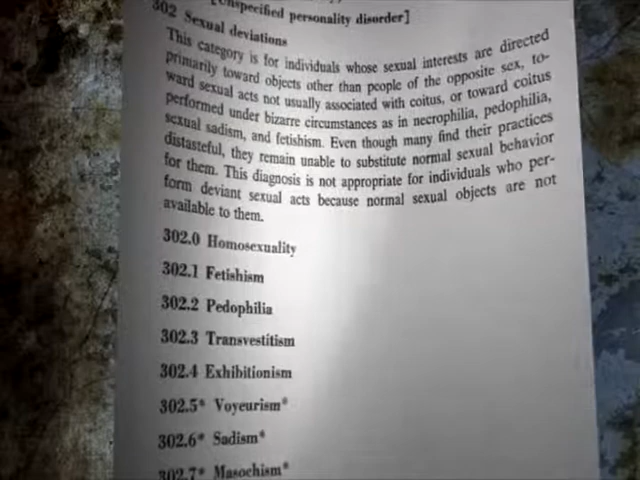 [Unspecified personality disorder]
302 Sexual deviations
This category is for individuals whose sexual interests are directed
primarily toward objects other than people of the opposite sex, to-
ward sexual acts not usually associated with coitus, or toward coitus
performed under bizarre circumstances as in necrophilia, pedophilia,
sexual sadism, and fetishism. Even though many find their practices
distasteful, they remain unable to substitute normal sexual behavior
for them. This diagnosis is not appropriate for individuals who per-
form deviant sexual acts because normal sexual objects are not
available to them.
302.0 Homosexuality
302.1 Fetishism
302.2 Pedophilia
302.3 Transvestitism
302.4 Exhibitionism
302.5* Voyeurism*
302.6* Sadism*
302.7* Masochism*